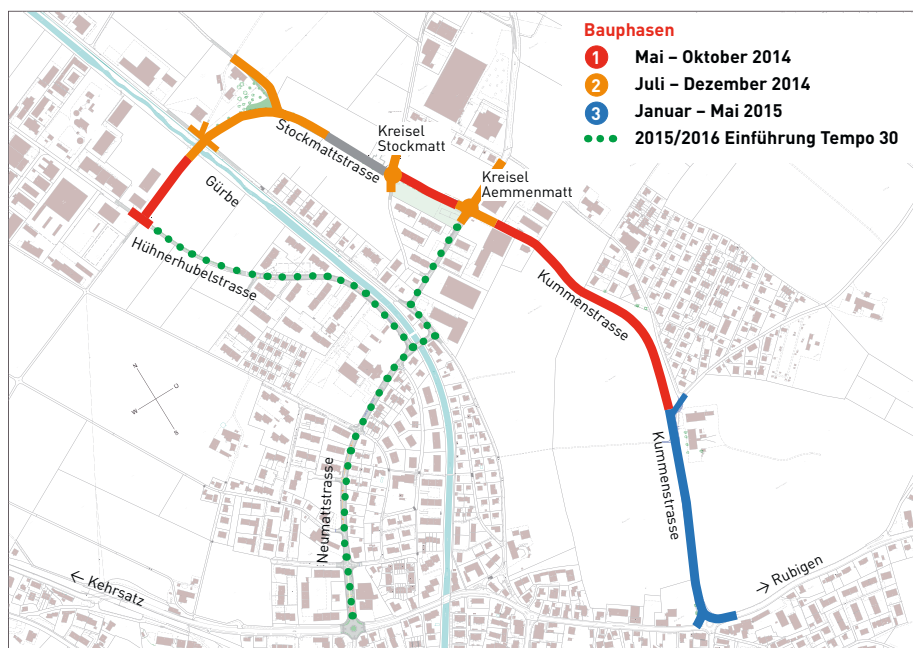 Bauphasen
1 Mai – Oktober 2014
2 Juli – Dezember 2014
3 Januar – Mai 2015
2015/2016 Einführung Tempo 30
Stockmattstrasse
Kreisel
Stockmatt
Kreisel
Aemmenmatt
Gürbe
Hühnerhubelstrasse
Kummenstrasse
Kummenstrasse
Neumattstrasse
← Kehrsatz
→ Rubigen